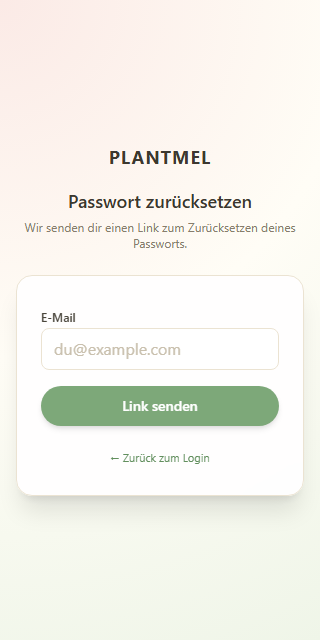 PLANTMEL
Passwort zurücksetzen
Wir senden dir einen Link zum Zurücksetzen deines
Passworts.
E-Mail
du@example.com
Link senden
← Zurück zum Login